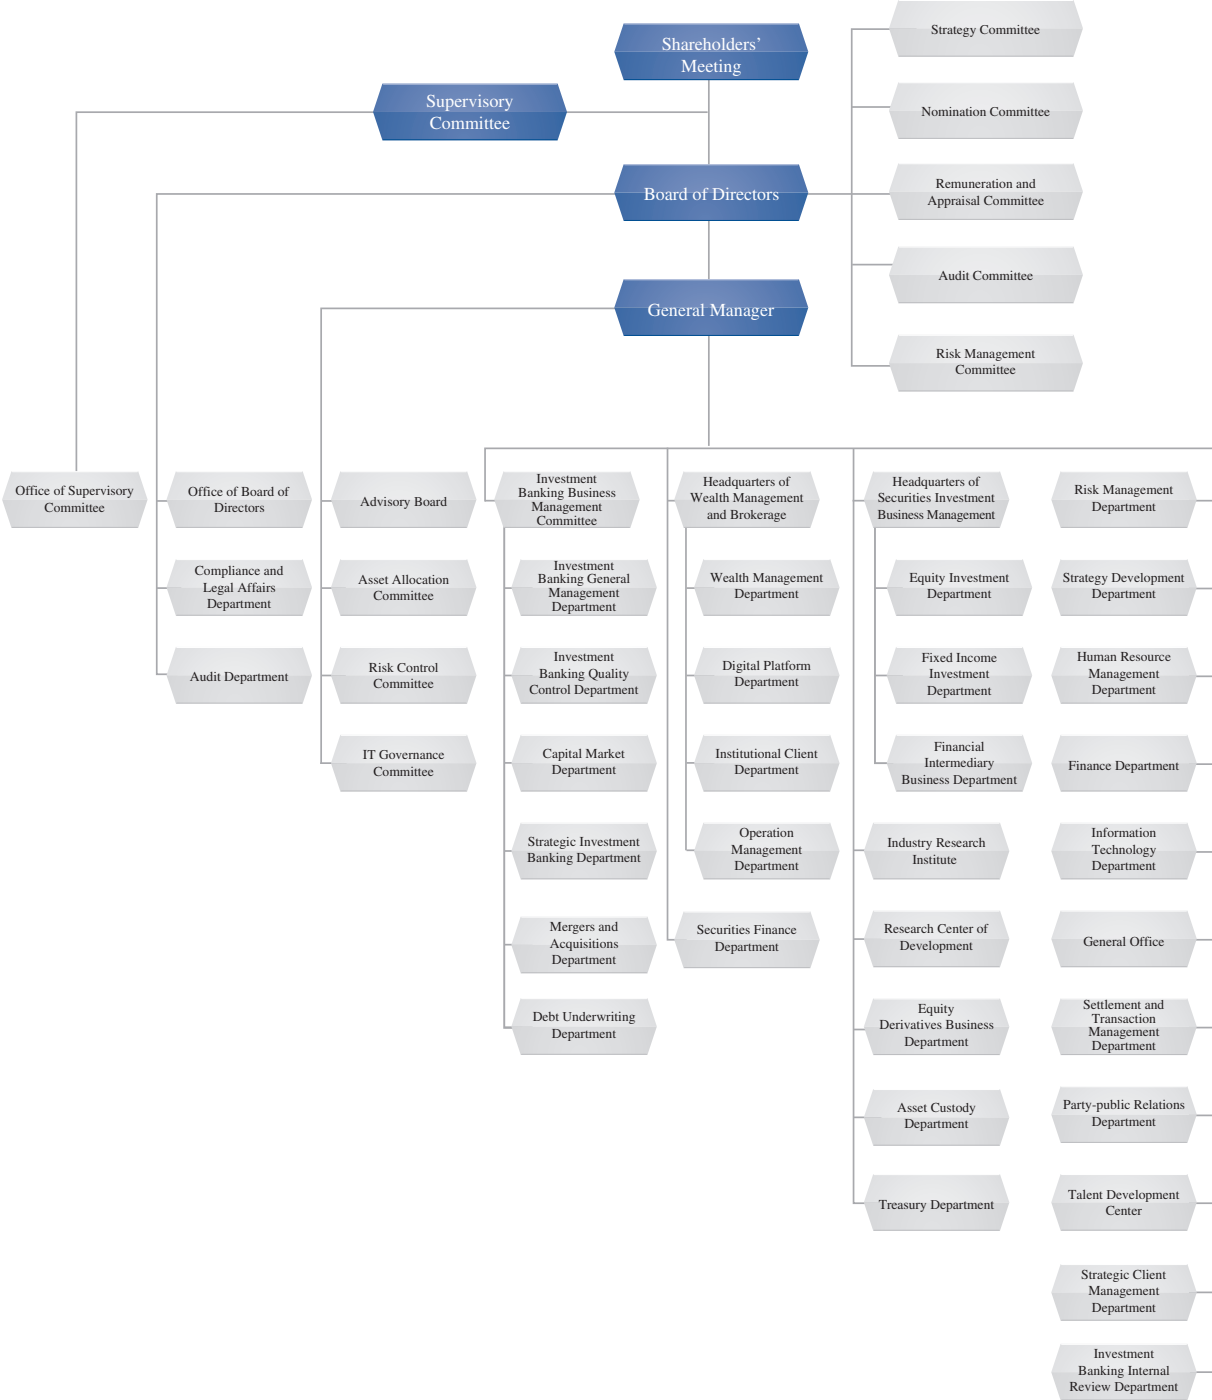 Shareholders’
Meeting
Supervisory
Committee
Board of Directors
General Manager
Strategy Committee
Nomination Committee
Remuneration and
Appraisal Committee
Audit Committee
Risk Management
Committee
Office of Supervisory
Committee
Office of Board of
Directors
Compliance and
Legal Affairs
Department
Audit Department
Advisory Board
Asset Allocation
Committee
Risk Control
Committee
IT Governance
Committee
Investment
Banking Business
Management
Committee
Investment
Banking General
Management
Department
Investment
Banking Quality
Control Department
Capital Market
Department
Strategic Investment
Banking Department
Mergers and
Acquisitions
Department
Debt Underwriting
Department
Headquarters of
Wealth Management
and Brokerage
Wealth Management
Department
Digital Platform
Department
Institutional Client
Department
Operation
Management
Department
Securities Finance
Department
Headquarters of
Securities Investment
Business Management
Equity Investment
Department
Fixed Income
Investment
Department
Financial
Intermediary
Business Department
Industry Research
Institute
Research Center of
Development
Equity
Derivatives Business
Department
Asset Custody
Department
Treasury Department
Risk Management
Department
Strategy Development
Department
Human Resource
Management
Department
Finance Department
Information
Technology
Department
General Office
Settlement and
Transaction
Management
Department
Party-public Relations
Department
Talent Development
Center
Strategic Client
Management
Department
Investment
Banking Internal
Review Department